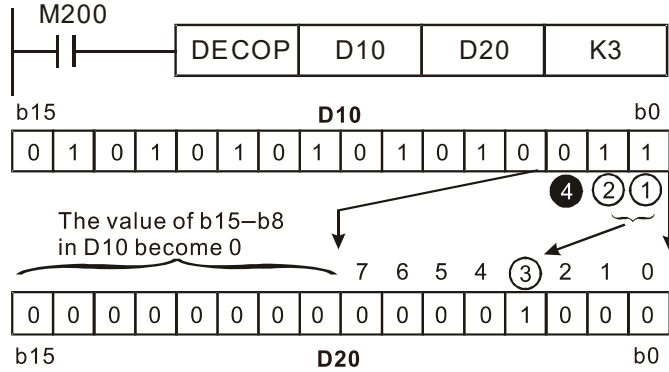 M200
DECOP D10 D20 K3
b15 D10 b0
0 1 0 1 0 1 0 1 0 1 0 1 0 0 1 1
4 2 1
The value of b15–b8
in D10 become 0
7 6 5 4 3 2 1 0
0 0 0 0 0 0 0 0 0 0 0 0 1 0 0 0
b15 D20 b0